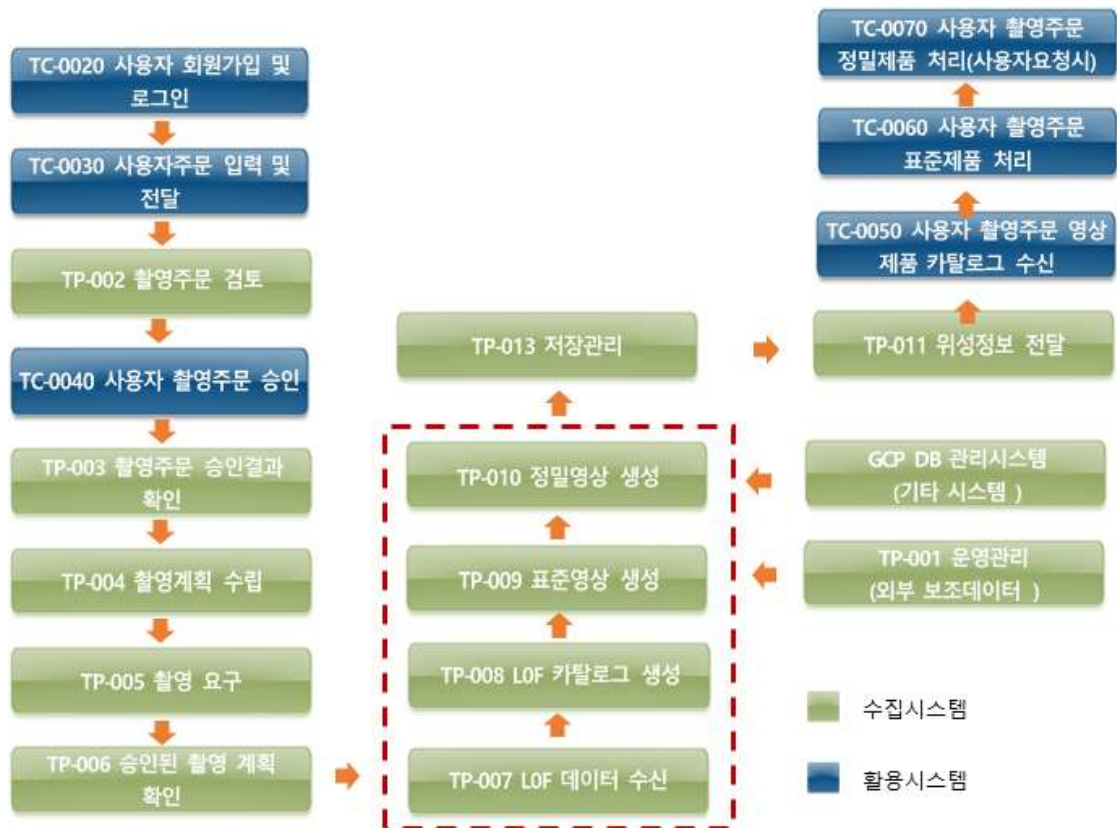 TC-0020 사용자 회원가입 및
로그인
TC-0030 사용자주문 입력 및
전달
TP-002 촬영주문 검토
TC-0040 사용자 촬영주문 승인
TP-003 촬영주문 승인결과
확인
TP-004 촬영계획 수립
TP-005 촬영 요구
TP-006 승인된 촬영 계획
확인
TP-013 저장관리
TP-010 정밀영상 생성
TP-009 표준영상 생성
TP-008 L0F 카탈로그 생성
TP-007 L0F 데이터 수신
TC-0070 사용자 촬영주문
정밀제품 처리(사용자요청시)
TC-0060 사용자 촬영주문
표준제품 처리
TC-0050 사용자 촬영주문 영상
제품 카탈로그 수신
TP-011 위성정보 전달
GCP DB 관리시스템
(기타 시스템 )
TP-001 운영관리
(외부 보조데이터 )
수집시스템
활용시스템